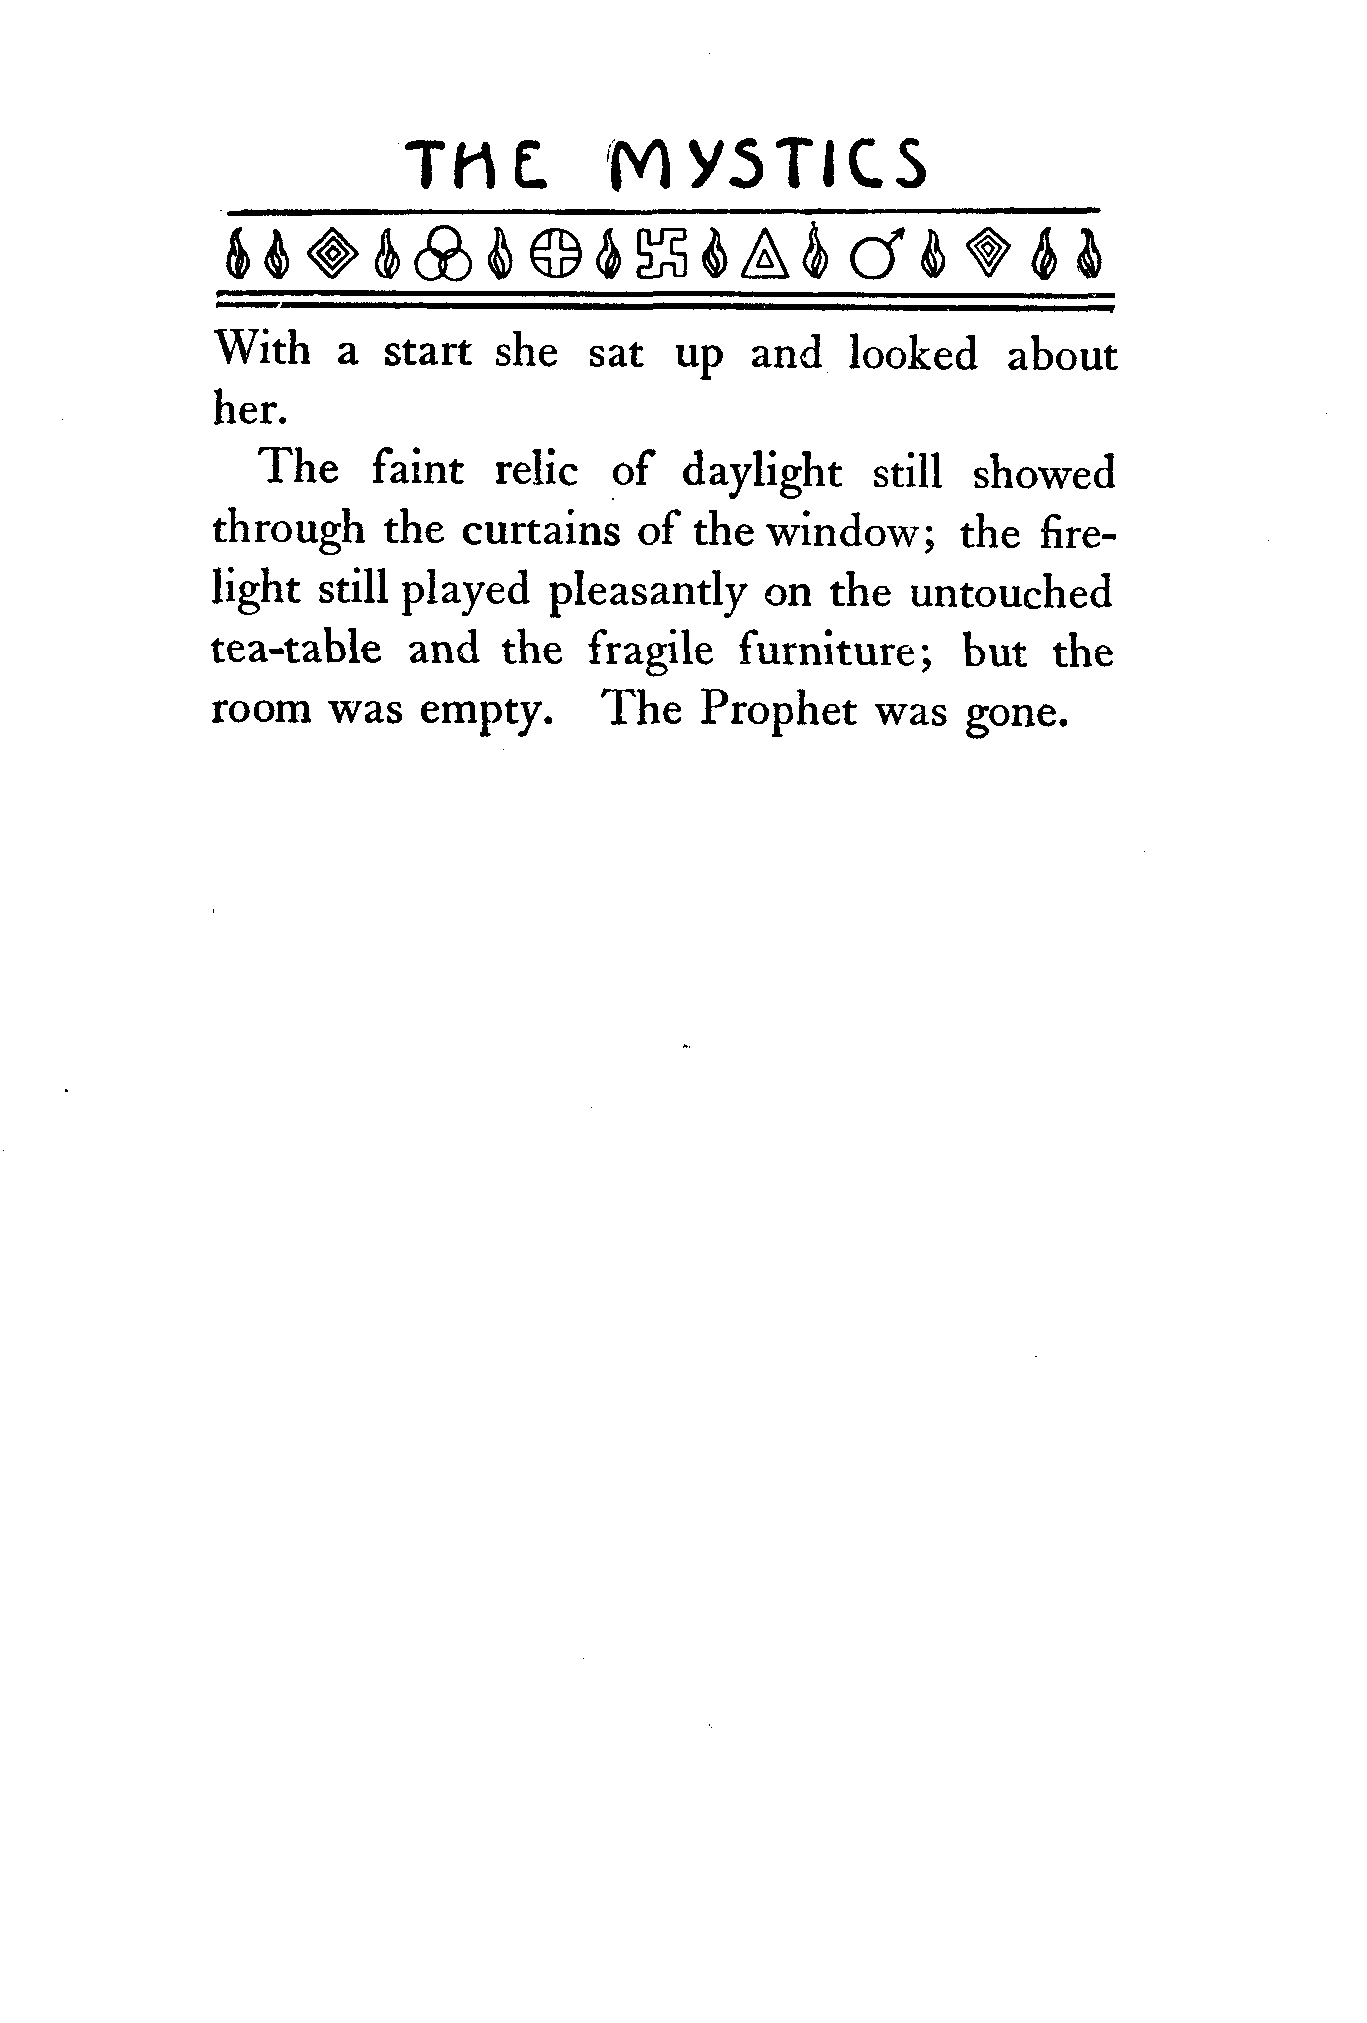 THE MYSTICS
With a start she sat up and looked about
her.
The faint relic of daylight still showed
through the curtains of the window; the fire-
light still played pleasantly on the untouched
tea-table and the fragile furniture; but the
room was empty. The Prophet was gone.